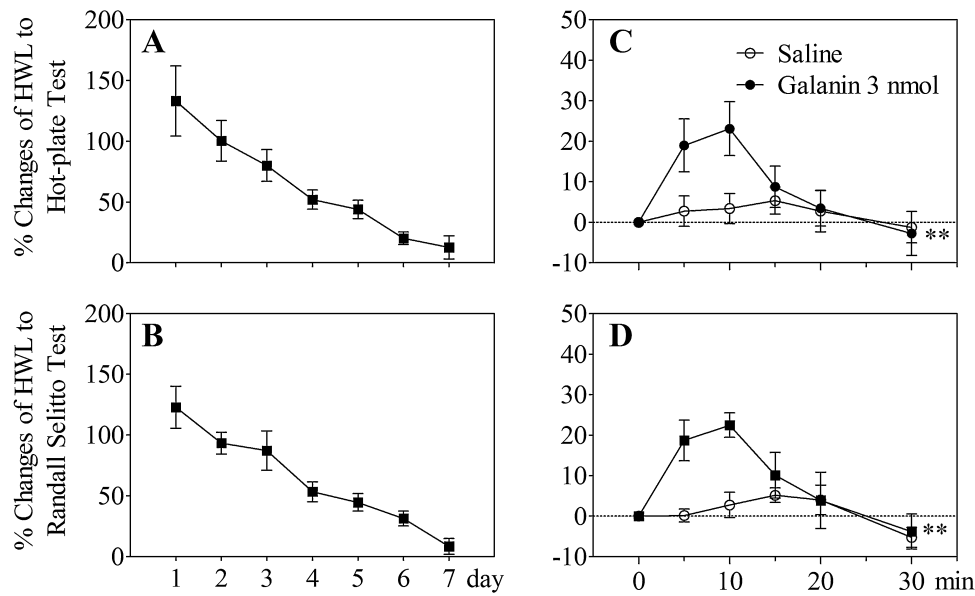 % Changes of HWL to
Hot-plate Test
200
150
100
50
0
A
50
40
30
20
10
0
-10
C
Saline
Galanin 3 nmol
**
% Changes of HWL to
Randall Selitto Test
200
150
100
50
0
B
1 2 3 4 5 6 7 day
50
40
30
20
10
0
-10
D
**
0 10 20 30 min